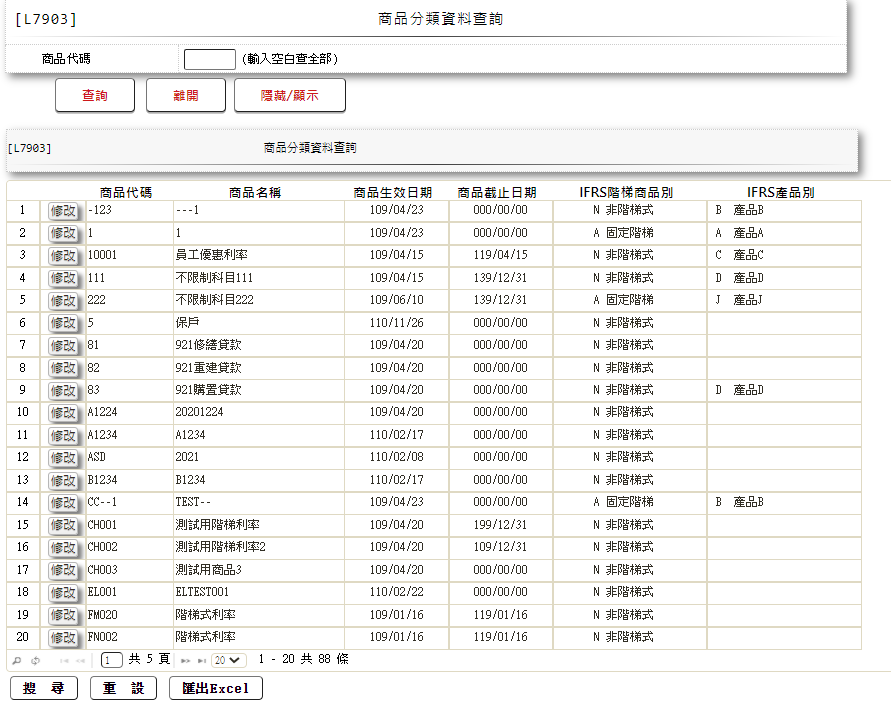 [L7903] 商品分類資料查詢
商品代碼 (輸入空白查全部)
查詢 離開 隱藏/顯示
[L7903] 商品分類資料查詢
商品代碼 商品名稱 商品生效日期 商品截止日期 IFRS階梯商品別 IFRS產品別
1 修改 -123 ---1 109/04/23 000/00/00 N 非階梯式 B 產品B
2 修改 1 1 109/04/23 000/00/00 A 固定階梯 A 產品A
3 修改 10001 員工優惠利率 109/04/15 119/04/15 N 非階梯式 C 產品C
4 修改 111 不限制科目111 109/04/15 139/12/31 N 非階梯式 D 產品D
5 修改 222 不限制科目222 109/06/10 139/12/31 A 固定階梯 J 產品J
6 修改 5 保戶 110/11/26 000/00/00 N 非階梯式
7 修改 81 921修繕貸款 109/04/20 000/00/00 N 非階梯式
8 修改 82 921重建貸款 109/04/20 000/00/00 N 非階梯式
9 修改 83 921購置貸款 109/04/20 000/00/00 N 非階梯式 D 產品D
10 修改 A1224 20201224 109/04/20 000/00/00 N 非階梯式
11 修改 A1234 A1234 110/02/17 000/00/00 N 非階梯式
12 修改 ASD 2021 110/02/08 000/00/00 N 非階梯式
13 修改 B1234 B1234 110/02/17 000/00/00 N 非階梯式
14 修改 CC--1 TEST-- 109/04/23 000/00/00 A 固定階梯 B 產品B
15 修改 CH001 測試用階梯利率 109/04/20 199/12/31 N 非階梯式
16 修改 CH002 測試用階梯利率2 109/04/20 109/12/31 N 非階梯式
17 修改 CH003 測試用商品3 109/04/20 000/00/00 N 非階梯式
18 修改 EL001 ELTEST001 110/02/22 000/00/00 N 非階梯式
19 修改 FM020 階梯式利率 109/01/16 119/01/16 N 非階梯式
20 修改 FN002 階梯式利率 109/01/16 119/01/16 N 非階梯式
1 共 5 頁 20 1 - 20 共 88 條
搜 尋 重 設 匯出Excel